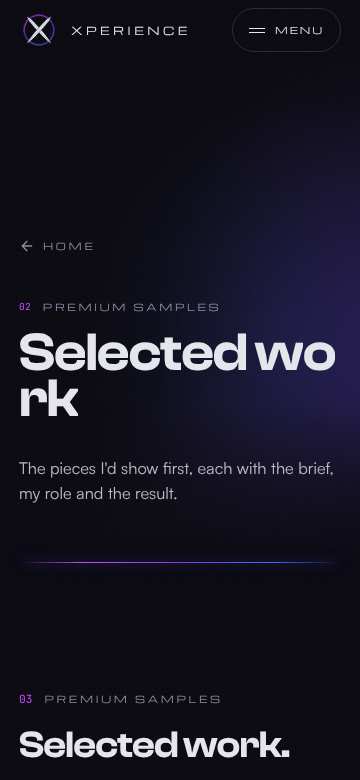 XPERIENCE
MENU
HOME
02 PREMIUM SAMPLES
Selected wo
rk
The pieces I'd show first, each with the brief,
my role and the result.
03 PREMIUM SAMPLES
Selected work.